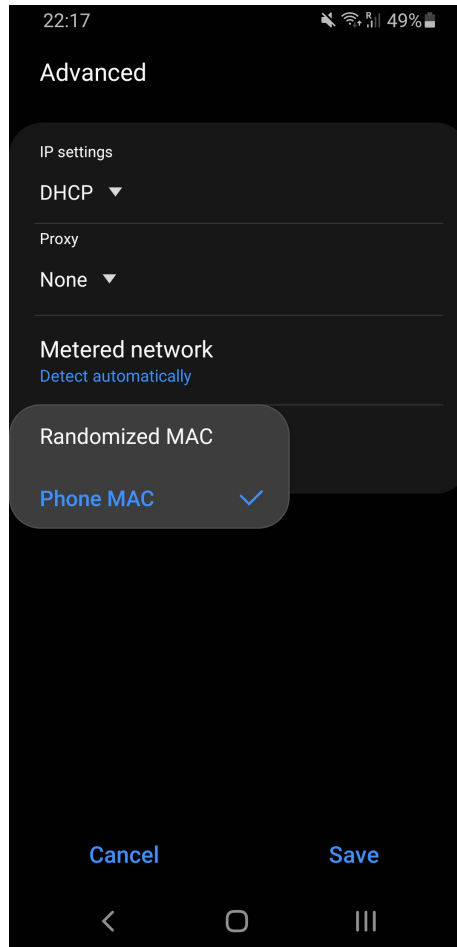 22:17
R
49%
Advanced
IP settings
DHCP
Proxy
None
Metered network
Detect automatically
Randomized MAC
Phone MAC
Cancel
Save